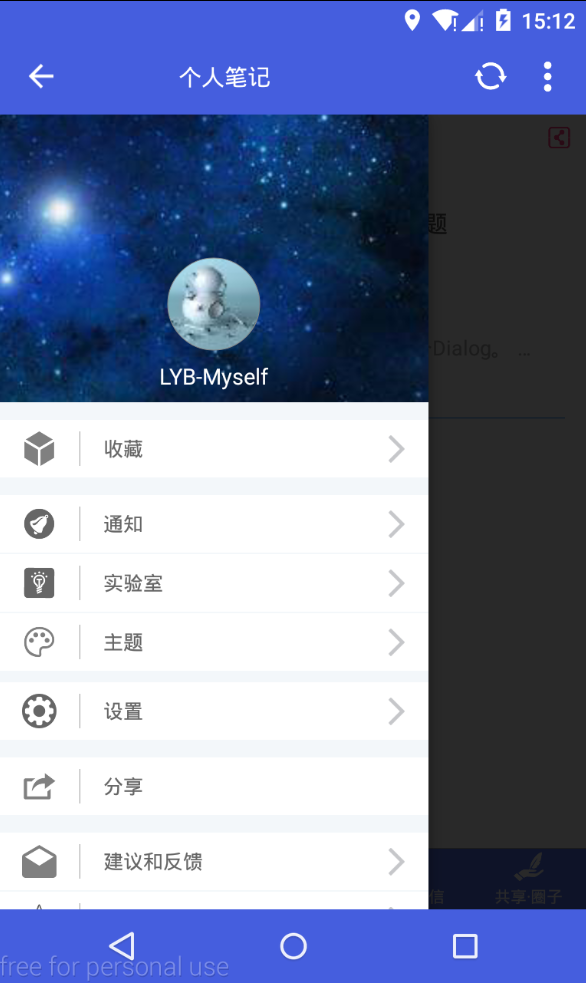 15:12
个人笔记
题
Dialog。 ...
LYB-Myself
收藏
通知
实验室
主题
设置
分享
建议和反馈
信
共享·圈子
free for personal use